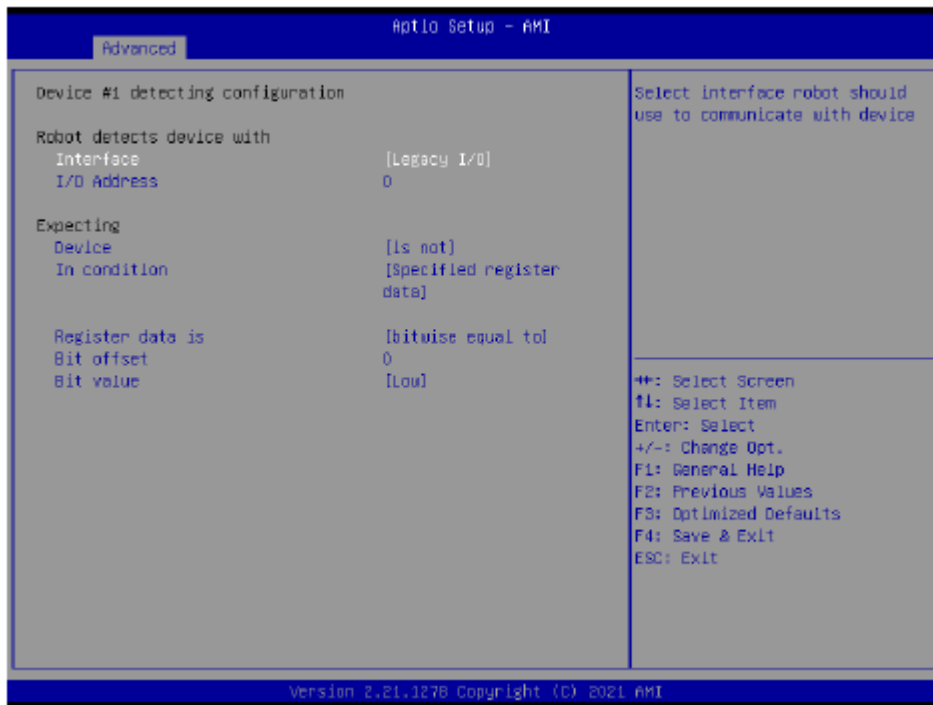 Aptio Setup – AMI
Advanced
Device #1 detecting configuration
Robot detects device with
Interface [Legacy I/O]
I/O Address 0
Expecting
Device [is not]
In condition [Specified register
data]
Register data is [bitwise equal to]
Bit offset 0
Bit value [Low]
Select interface robot should
use to communicate with device
→←: Select Screen
↑↓: Select Item
Enter: Select
+/-: Change Opt.
F1: General Help
F2: Previous Values
F3: Optimized Defaults
F4: Save & Exit
ESC: Exit
Version 2.21.1278 Copyright (C) 2021 AMI